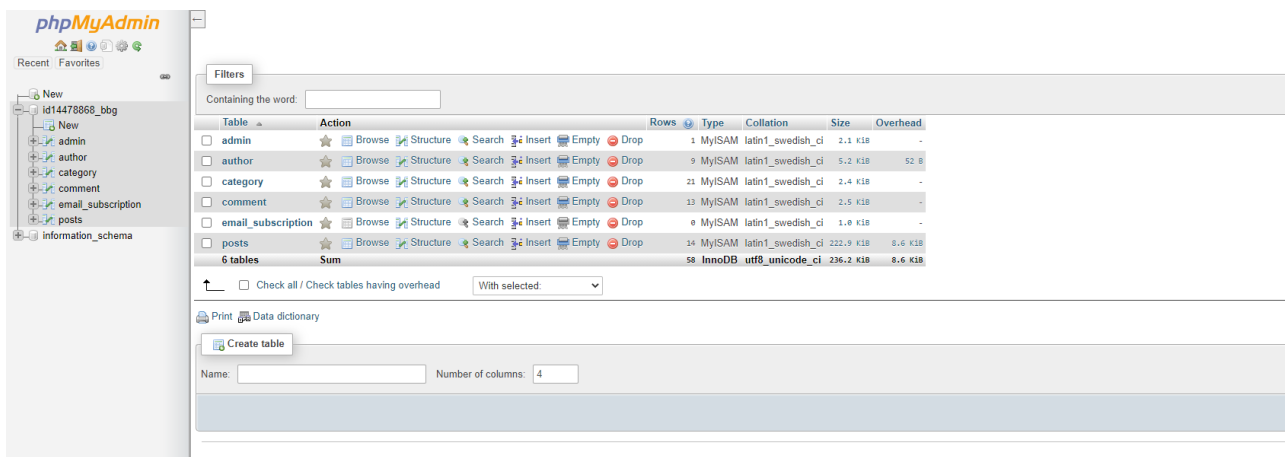 phpMyAdmin
←
Recent Favorites
New
id14478868_bbg
New
admin
author
category
comment
email_subscription
posts
information_schema
Filters
Containing the word:
Table Action Rows Type Collation Size Overhead
admin Browse Structure Search Insert Empty Drop 1 MyISAM latin1_swedish_ci 2.1 KiB -
author Browse Structure Search Insert Empty Drop 9 MyISAM latin1_swedish_ci 5.2 KiB 52 B
category Browse Structure Search Insert Empty Drop 21 MyISAM latin1_swedish_ci 2.4 KiB -
comment Browse Structure Search Insert Empty Drop 13 MyISAM latin1_swedish_ci 2.5 KiB -
email_subscription Browse Structure Search Insert Empty Drop 0 MyISAM latin1_swedish_ci 1.0 KiB -
posts Browse Structure Search Insert Empty Drop 14 MyISAM latin1_swedish_ci 222.9 KiB 8.6 KiB
6 tables Sum 58 InnoDB utf8_unicode_ci 236.2 KiB 8.6 KiB
Check all / Check tables having overhead With selected:
Print Data dictionary
Create table
Name: Number of columns: 4